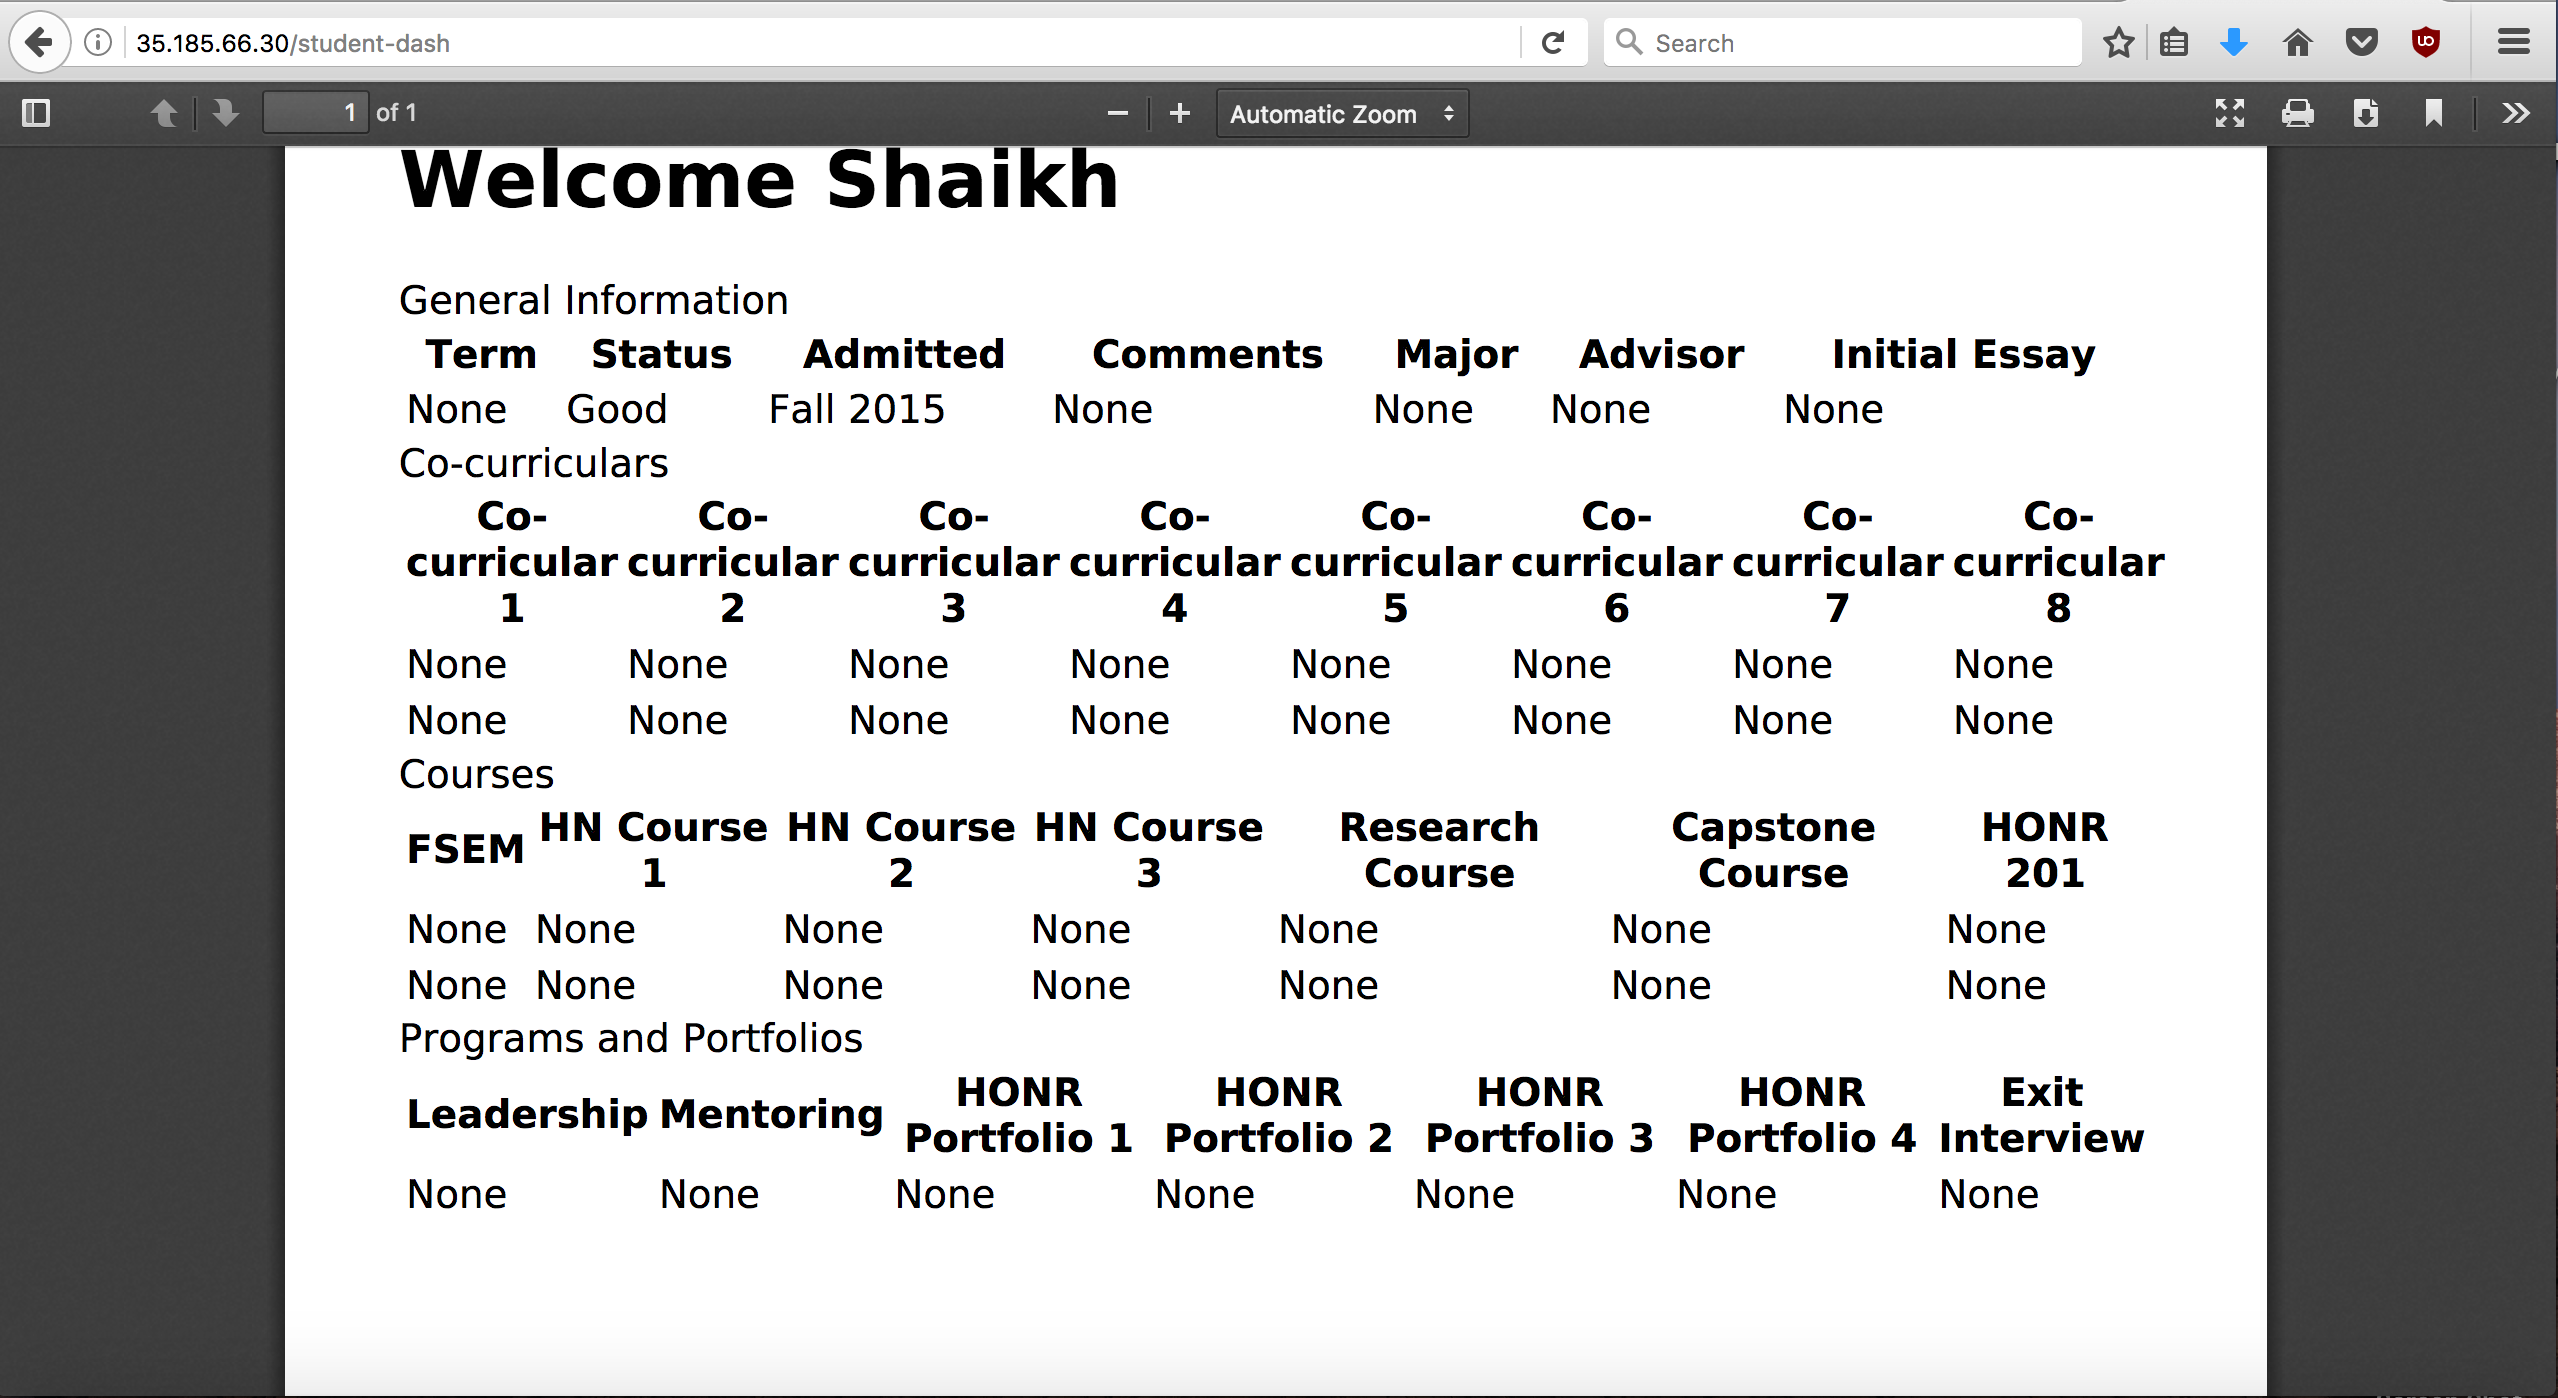 35.185.66.30/student-dash
Search
1 of 1
Automatic Zoom
Welcome Shaikh
General Information
Term Status Admitted Comments Major Advisor Initial Essay
None Good Fall 2015 None None None None
Co-curriculars
Co- Co- Co- Co- Co- Co- Co- Co-
curricular curricular curricular curricular curricular curricular curricular curricular
1 2 3 4 5 6 7 8
None None None None None None None None
None None None None None None None None
Courses
FSEM HN Course HN Course HN Course Research Capstone HONR
1 2 3 Course Course 201
None None None None None None None
None None None None None None None
Programs and Portfolios
Leadership Mentoring HONR HONR HONR HONR Exit
Portfolio 1 Portfolio 2 Portfolio 3 Portfolio 4 Interview
None None None None None None None